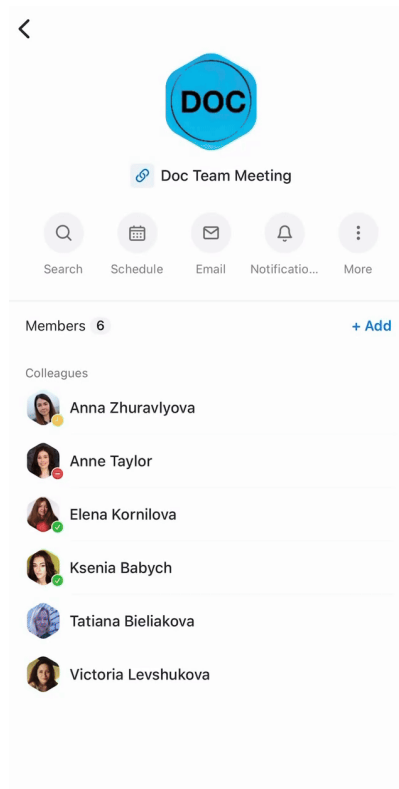 DOC
Doc Team Meeting
Search Schedule Email Notificatio... More
Members 6 + Add
Colleagues
Anna Zhuravlyova
Anne Taylor
Elena Kornilova
Ksenia Babych
Tatiana Bieliakova
Victoria Levshukova